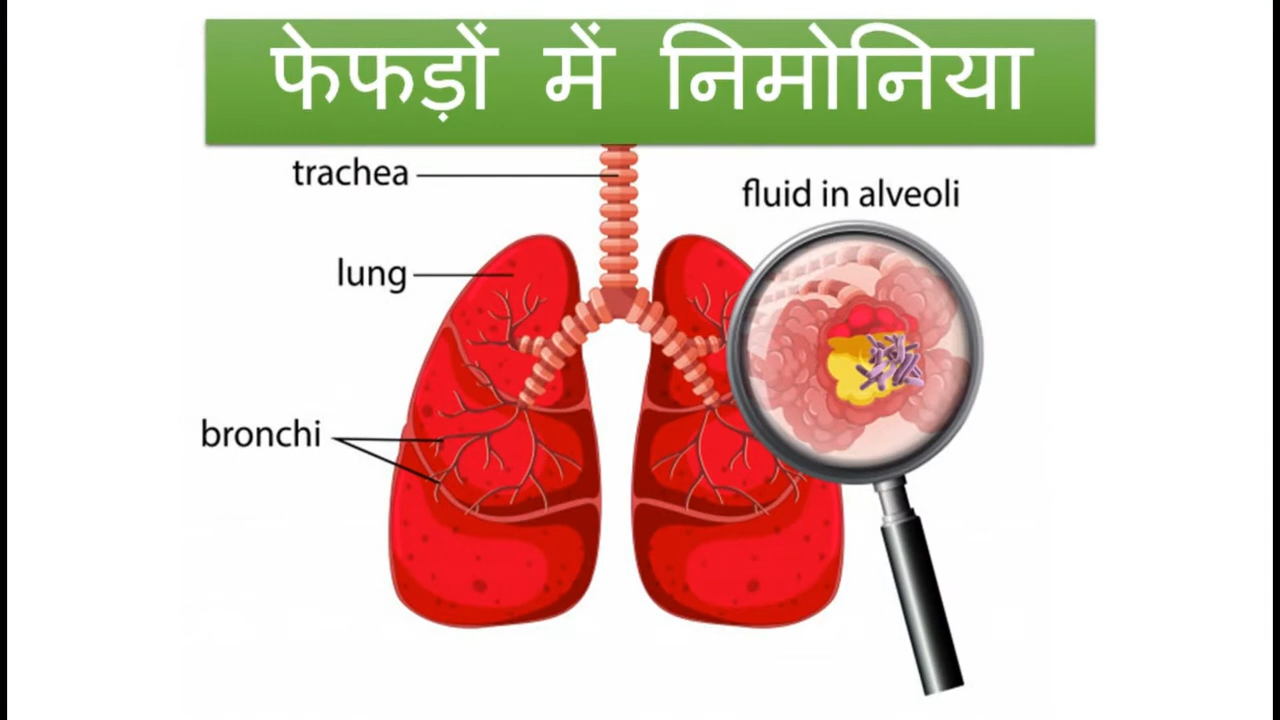 फेफड़ों में निमोनिया
trachea
fluid in alveoli
lung
bronchi